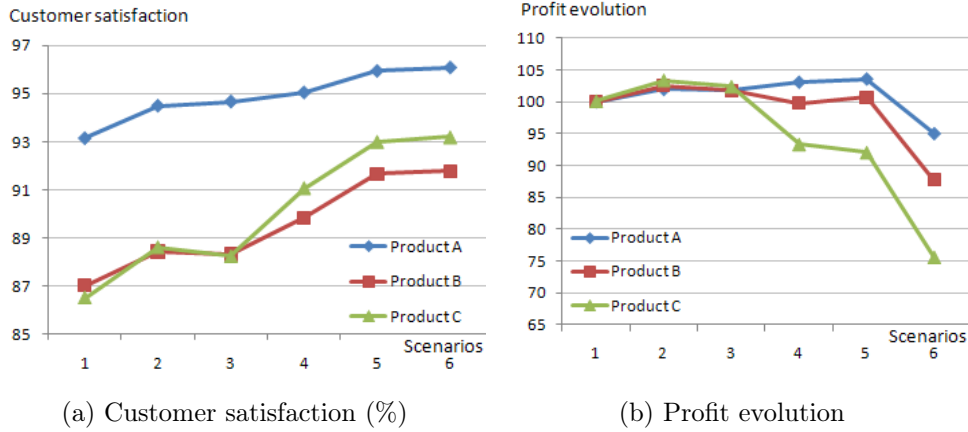 Customer satisfaction
97
95
93
91
89
87
85
Product A
Product B
Product C
Scenarios
1 2 3 4 5 6
(a) Customer satisfaction (%)
Profit evolution
110
105
100
95
90
85
80
75
70
65
Product A
Product B
Product C
Scenarios
1 2 3 4 5 6
(b) Profit evolution